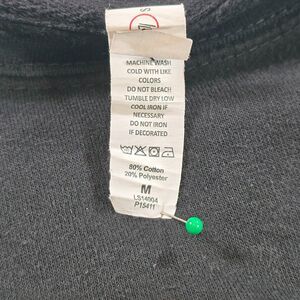 MACHINE WASH
COLD WITH LIKE
COLORS
DO NOT BLEACH
TUMBLE DRY LOW
COOL IRON IF
NECESSARY
DO NOT IRON
IF DECORATED
80% Cotton
20% Polyester
M
LS14004
P15411